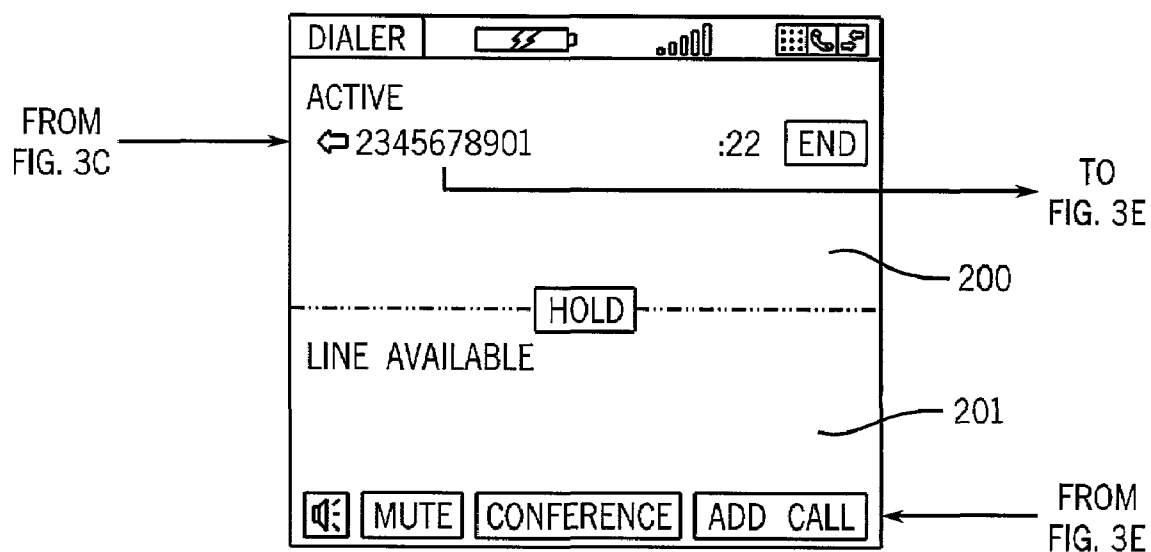 DIALER
ACTIVE
FROM
FIG. 3C
2345678901 :22 END
TO
FIG. 3E
200
HOLD
LINE AVAILABLE
201
MUTE CONFERENCE ADD CALL
FROM
FIG. 3E